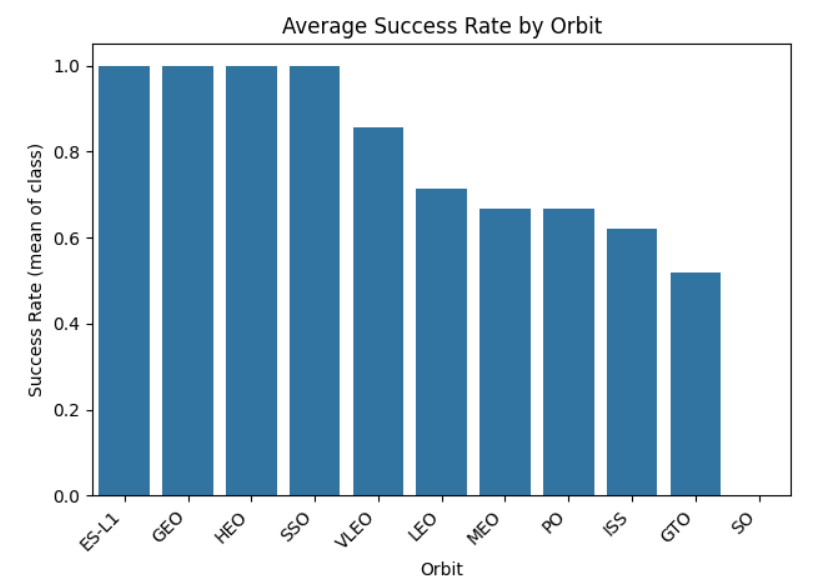 Average Success Rate by Orbit
Success Rate (mean of class)
1.0
0.8
0.6
0.4
0.2
0.0
ES-L1
GEO
HEO
SSO
VLEO
LEO
MEO
PO
ISS
GTO
SO
Orbit